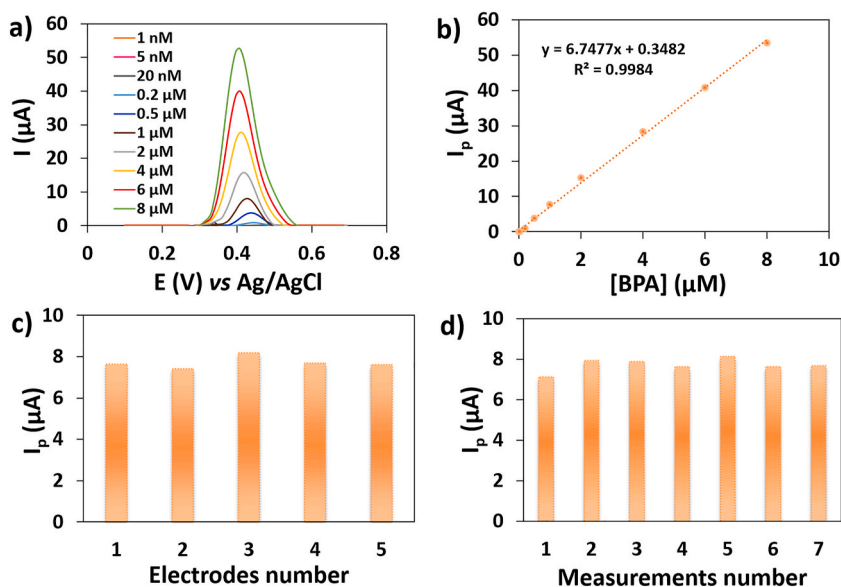 a)
I (μA)
60
50
40
30
20
10
0
1 nM
5 nM
20 nM
0.2 μM
0.5 μM
1 μM
2 μM
4 μM
6 μM
8 μM
0 0.2 0.4 0.6 0.8
E (V) vs Ag/AgCl
b)
Ip (μA)
60
50
40
30
20
10
0
y = 6.7477x + 0.3482
R² = 0.9984
0 2 4 6 8 10
[BPA] (μM)
c)
Ip (μA)
10
8
6
4
2
0
1 2 3 4 5
Electrodes number
d)
Ip (μA)
10
8
6
4
2
0
1 2 3 4 5 6 7
Measurements number